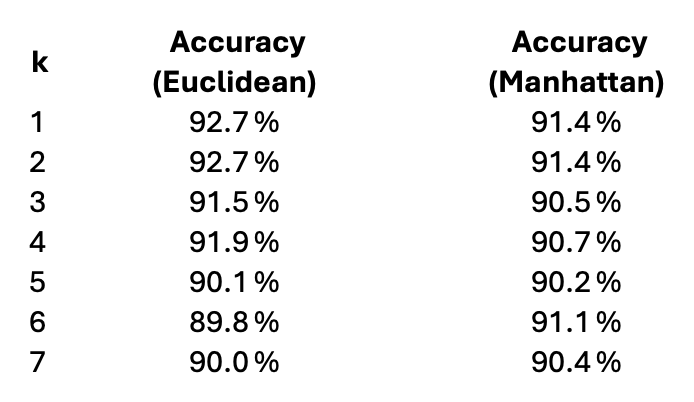 k Accuracy (Euclidean) Accuracy (Manhattan)
1 92.7% 91.4%
2 92.7% 91.4%
3 91.5% 90.5%
4 91.9% 90.7%
5 90.1% 90.2%
6 89.8% 91.1%
7 90.0% 90.4%